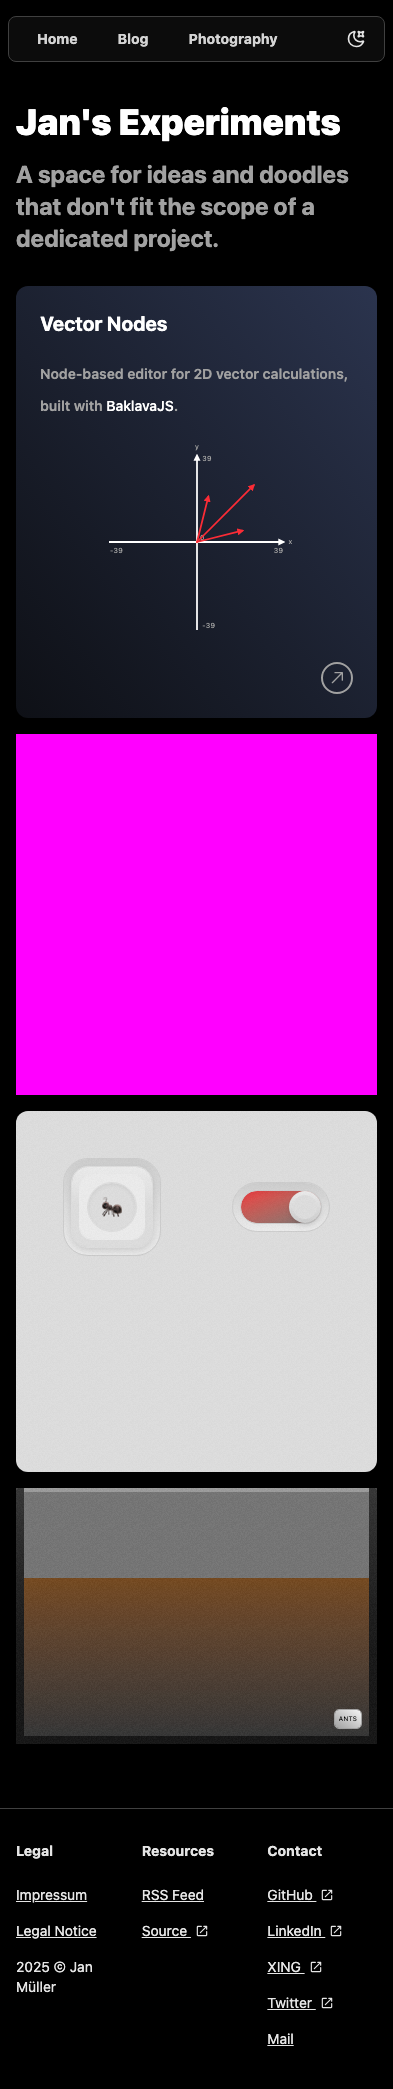 Home Blog Photography
Jan's Experiments
A space for ideas and doodles
that don't fit the scope of a
dedicated project.
Vector Nodes
Node-based editor for 2D vector calculations,
built with BaklavaJS.
y
39
x
-39
39
0
-39
ANTS
Legal
Impressum
Legal Notice
2025 © Jan
Müller
Resources
RSS Feed
Source
Contact
GitHub
LinkedIn
XING
Twitter
Mail